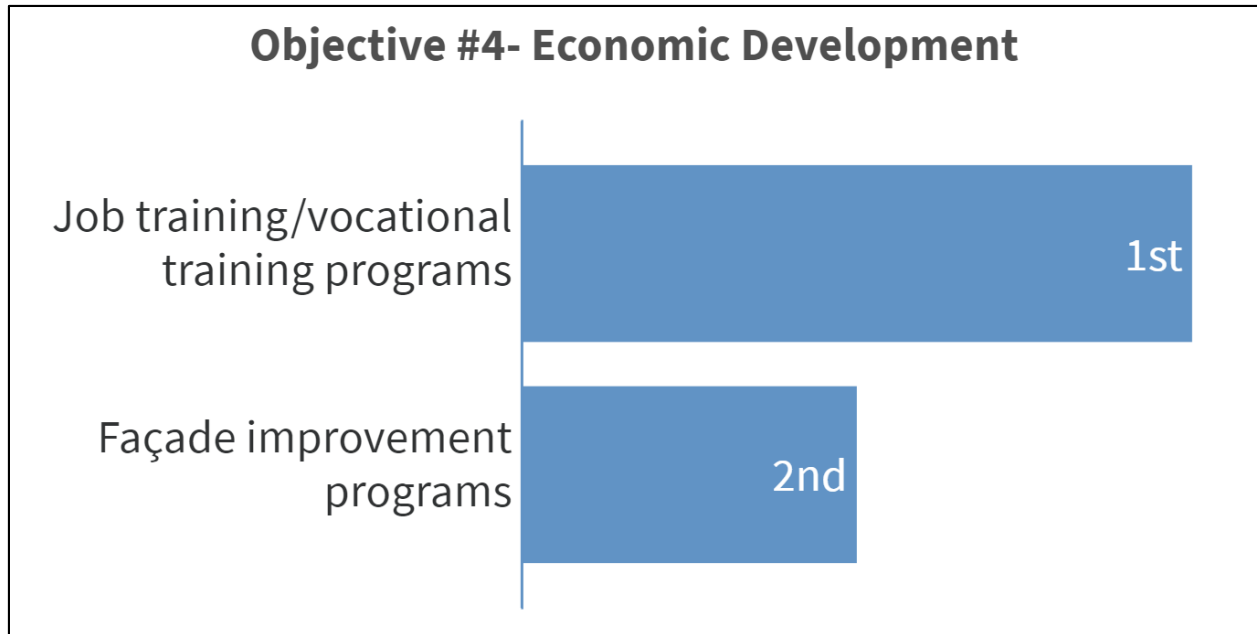 Objective #4- Economic Development
Job training/vocational
training programs
1st
Façade improvement
programs
2nd